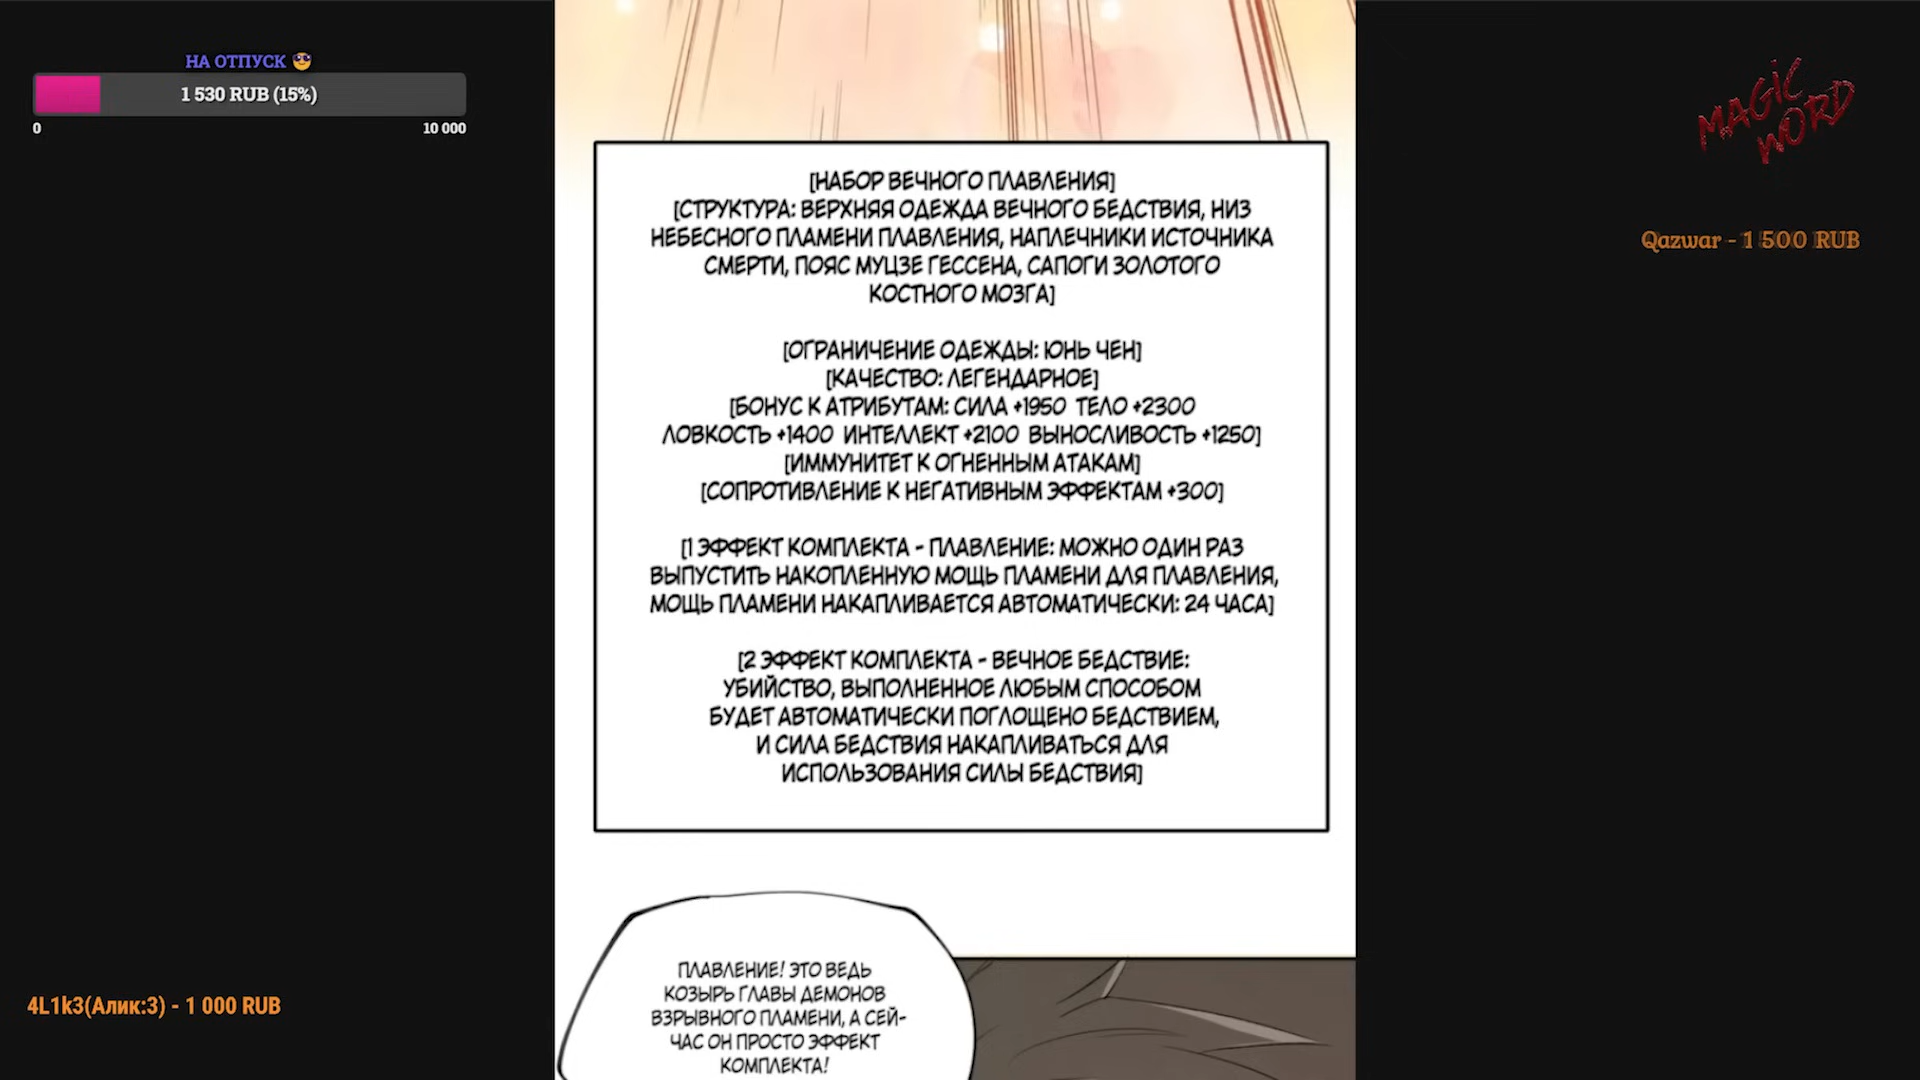 НА ОТПУСК
1 530 RUB (15%)
0
10 000
MAGIC
WORD
Qazwar - 1 500 RUB
[НАБОР ВЕЧНОГО ПЛАВЛЕНИЯ]
[СТРУКТУРА: ВЕРХНЯЯ ОДЕЖДА ВЕЧНОГО БЕДСТВИЯ, НИЗ
НЕБЕСНОГО ПЛАМЕНИ ПЛАВЛЕНИЯ, НАПЛЕЧНИКИ ИСТОЧНИКА
СМЕРТИ, ПОЯС МУЦЗЕ ГЕССЕНА, САПОГИ ЗОЛОТОГО
КОСТНОГО МОЗГА]
[ОГРАНИЧЕНИЕ ОДЕЖДЫ: ЮНЬ ЧЕН]
[КАЧЕСТВО: ЛЕГЕНДАРНОЕ]
[БОНУС К АТРИБУТАМ: СИЛА +1950 ТЕЛО +2300
ЛОВКОСТЬ +1400 ИНТЕЛЛЕКТ +2100 ВЫНОСЛИВОСТЬ +1250]
[ИММУНИТЕТ К ОГНЕННЫМ АТАКАМ]
[СОПРОТИВЛЕНИЕ К НЕГАТИВНЫМ ЭФФЕКТАМ +300]
[1 ЭФФЕКТ КОМПЛЕКТА - ПЛАВЛЕНИЕ: МОЖНО ОДИН РАЗ
ВЫПУСТИТЬ НАКОПЛЕННУЮ МОЩЬ ПЛАМЕНИ ДЛЯ ПЛАВЛЕНИЯ,
МОЩЬ ПЛАМЕНИ НАКАПЛИВАЕТСЯ АВТОМАТИЧЕСКИ: 24 ЧАСА]
[2 ЭФФЕКТ КОМПЛЕКТА - ВЕЧНОЕ БЕДСТВИЕ:
УБИЙСТВО, ВЫПОЛНЕННОЕ ЛЮБЫМ СПОСОБОМ
БУДЕТ АВТОМАТИЧЕСКИ ПОГЛОЩЕНО БЕДСТВИЕМ,
И СИЛА БЕДСТВИЯ НАКАПЛИВАТЬСЯ ДЛЯ
ИСПОЛЬЗОВАНИЯ СИЛЫ БЕДСТВИЯ]
ПЛАВЛЕНИЕ! ЭТО ВЕДЬ
КОЗЫРЬ ГЛАВЫ ДЕМОНОВ
ВЗРЫВНОГО ПЛАМЕНИ, А СЕЙ-
ЧАС ОН ПРОСТО ЭФФЕКТ
КОМПЛЕКТА!
4L1k3(Алик:3) - 1 000 RUB